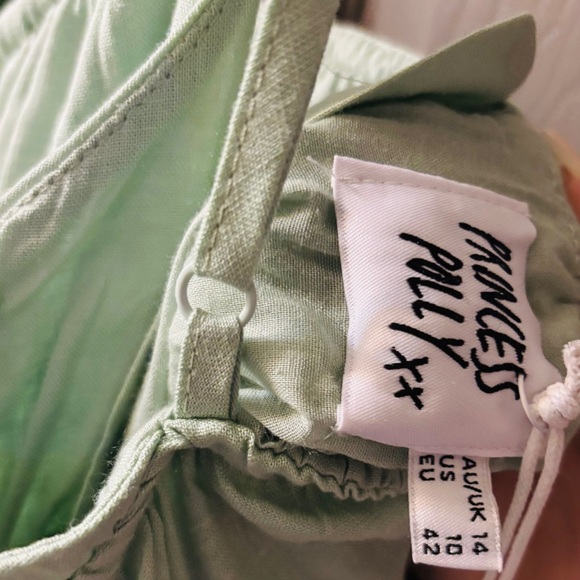 PRINCESS
POLLY xx
AU/UK 14
US 10
EU 42